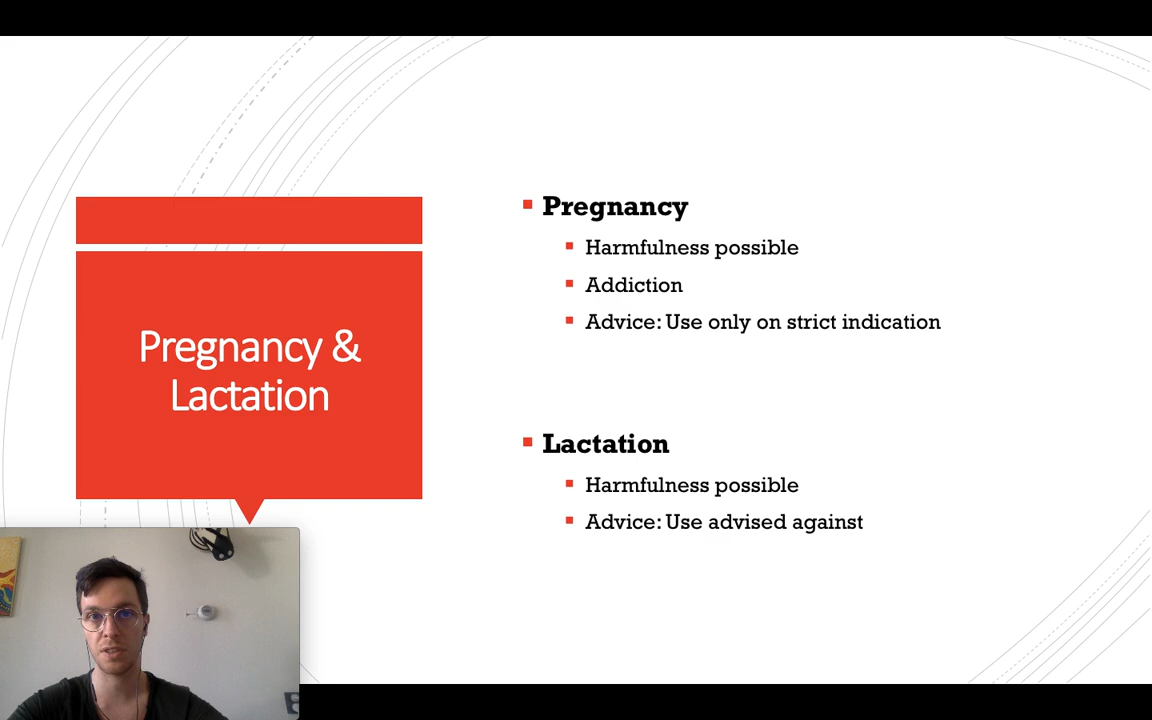 Pregnancy &
Lactation
Pregnancy
Harmfulness possible
Addiction
Advice: Use only on strict indication
Lactation
Harmfulness possible
Advice: Use advised against